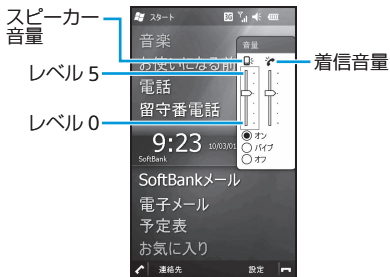 スピーカー
音量
レベル 5
レベル 0
着信音量
スタート
3G
音楽
音量
お使いになる前
電話
留守番電話
オン
バイブ
オフ
9:23
10/03/01
SoftBank
SoftBankメール
電子メール
予定表
お気に入り
連絡先
設定